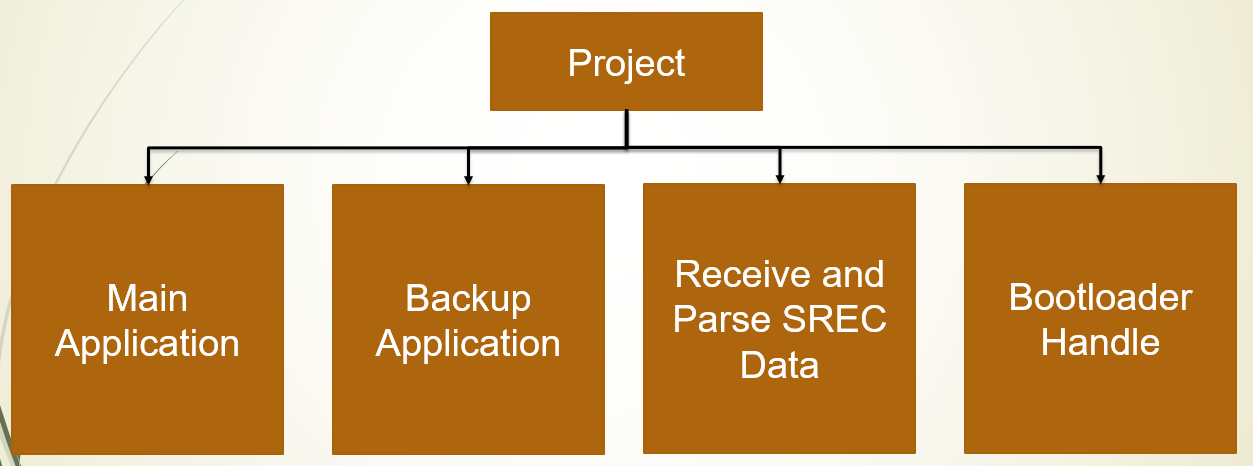 Project
Main
Application
Backup
Application
Receive and
Parse SREC
Data
Bootloader
Handle